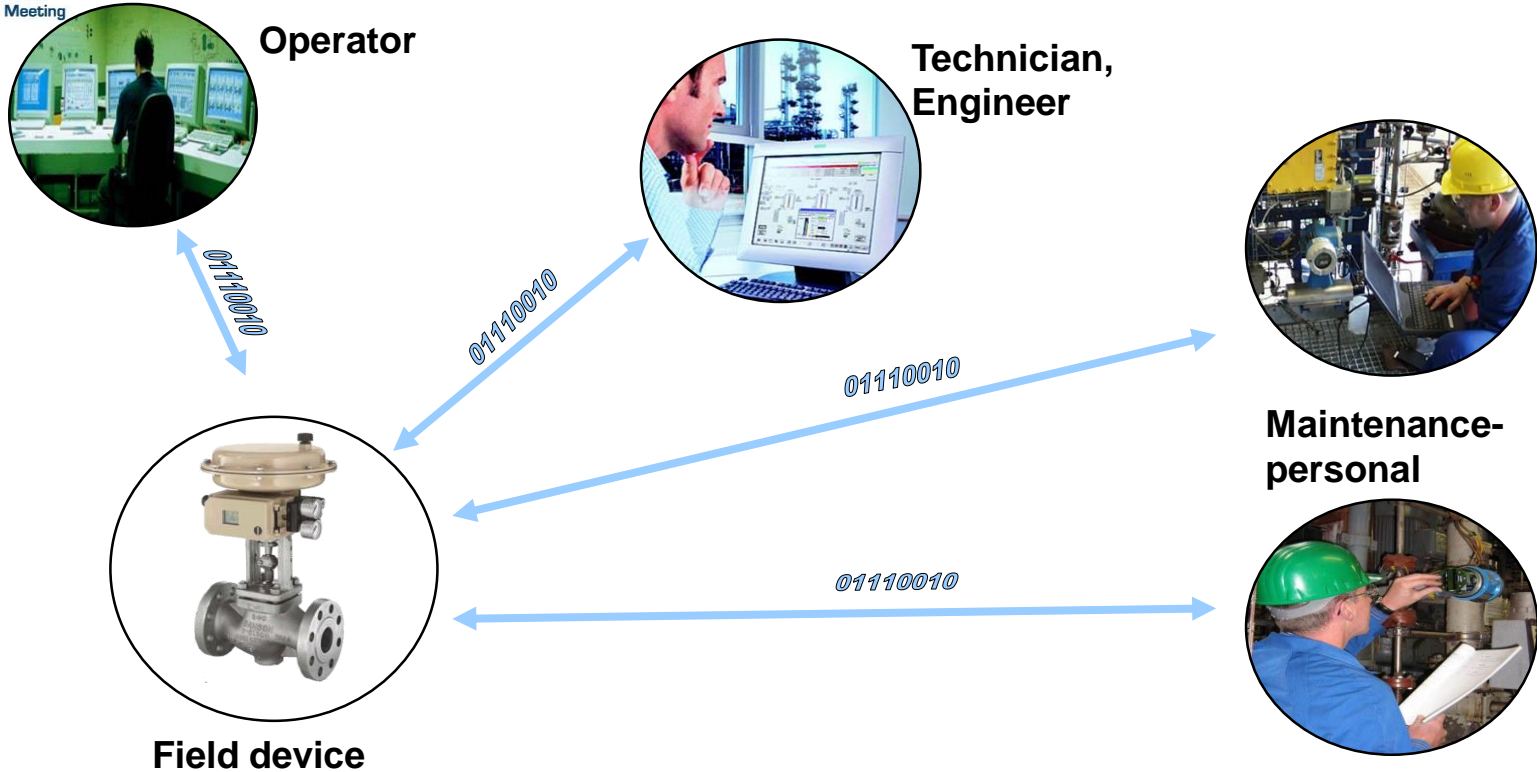 Meeting
Operator
Technician,
Engineer
01110010
01110010
01110010
Maintenance-
personal
01110010
Field device